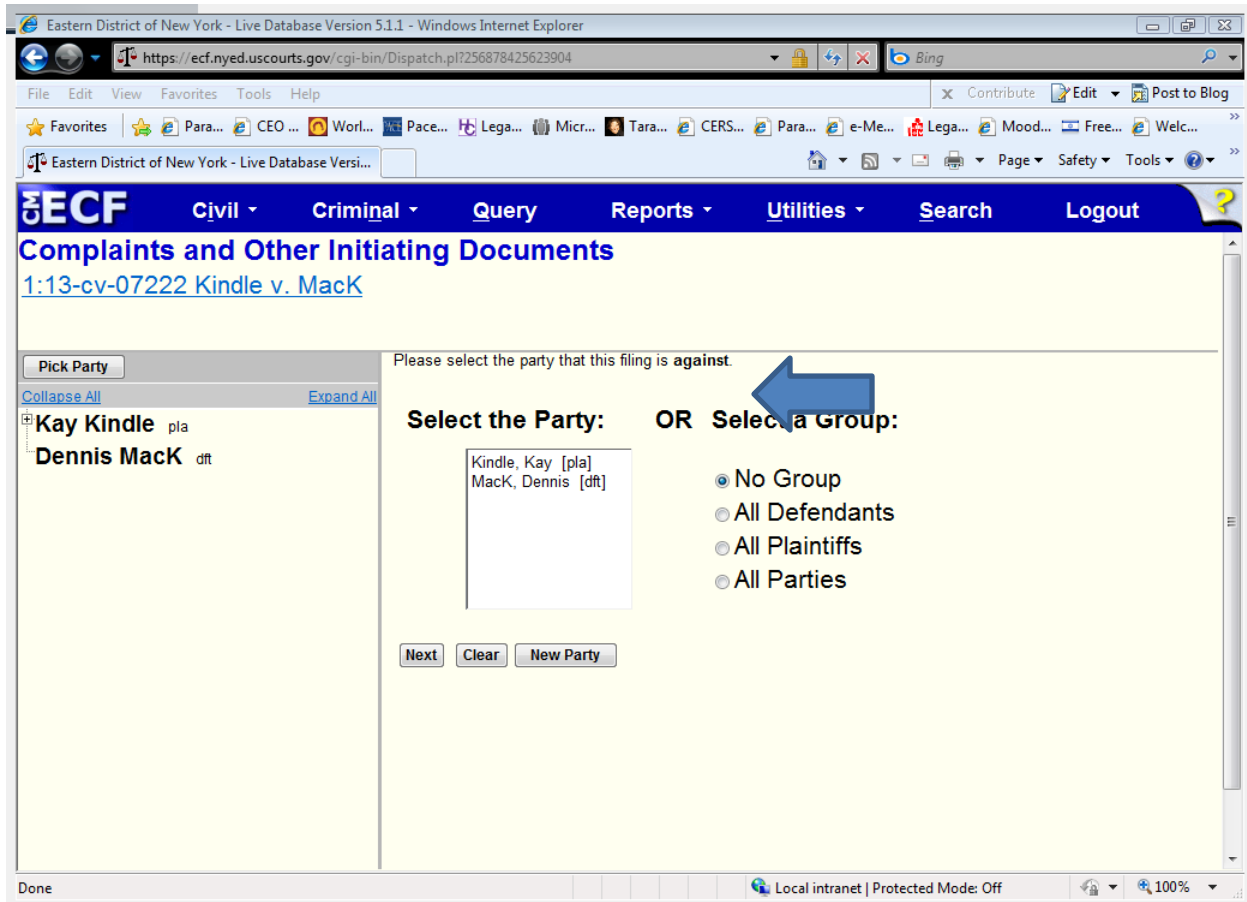 Eastern District of New York - Live Database Version 5.1.1 - Windows Internet Explorer
https://ecf.nyed.uscourts.gov/cgi-bin/Dispatch.pl?256878425623904
Bing
File Edit View Favorites Tools Help
x Contribute Edit Post to Blog
Favorites Para... CEO ... Worl... Pace... Lega... Micr... Tara... CERS... Para... e-Me... Lega... Mood... Free... Welc... »
Eastern District of New York - Live Database Versi...
Page Safety Tools »
CM ECF Civil Criminal Query Reports Utilities Search Logout ?
Complaints and Other Initiating Documents
1:13-cv-07222 Kindle v. MacK
Pick Party
Collapse All Expand All
Kay Kindle pla
Dennis MacK dft
Please select the party that this filing is against.
Select the Party: OR Select a Group:
Kindle, Kay [pla]
MacK, Dennis [dft]
No Group
All Defendants
All Plaintiffs
All Parties
Next Clear New Party
Done
Local intranet | Protected Mode: Off
100%